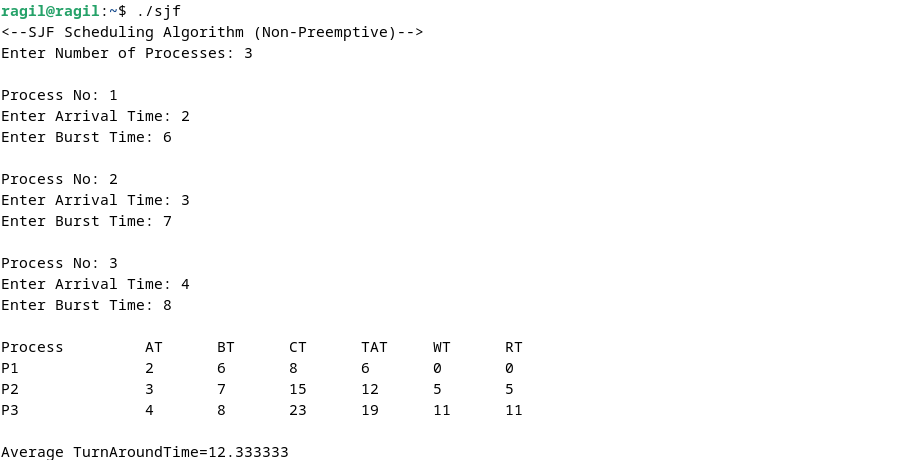 ragil@ragil:~$ ./sjf
<--SJF Scheduling Algorithm (Non-Preemptive)-->
Enter Number of Processes: 3
Process No: 1
Enter Arrival Time: 2
Enter Burst Time: 6
Process No: 2
Enter Arrival Time: 3
Enter Burst Time: 7
Process No: 3
Enter Arrival Time: 4
Enter Burst Time: 8
Process AT BT CT TAT WT RT
P1 2 6 8 6 0 0
P2 3 7 15 12 5 5
P3 4 8 23 19 11 11
Average TurnAroundTime=12.333333